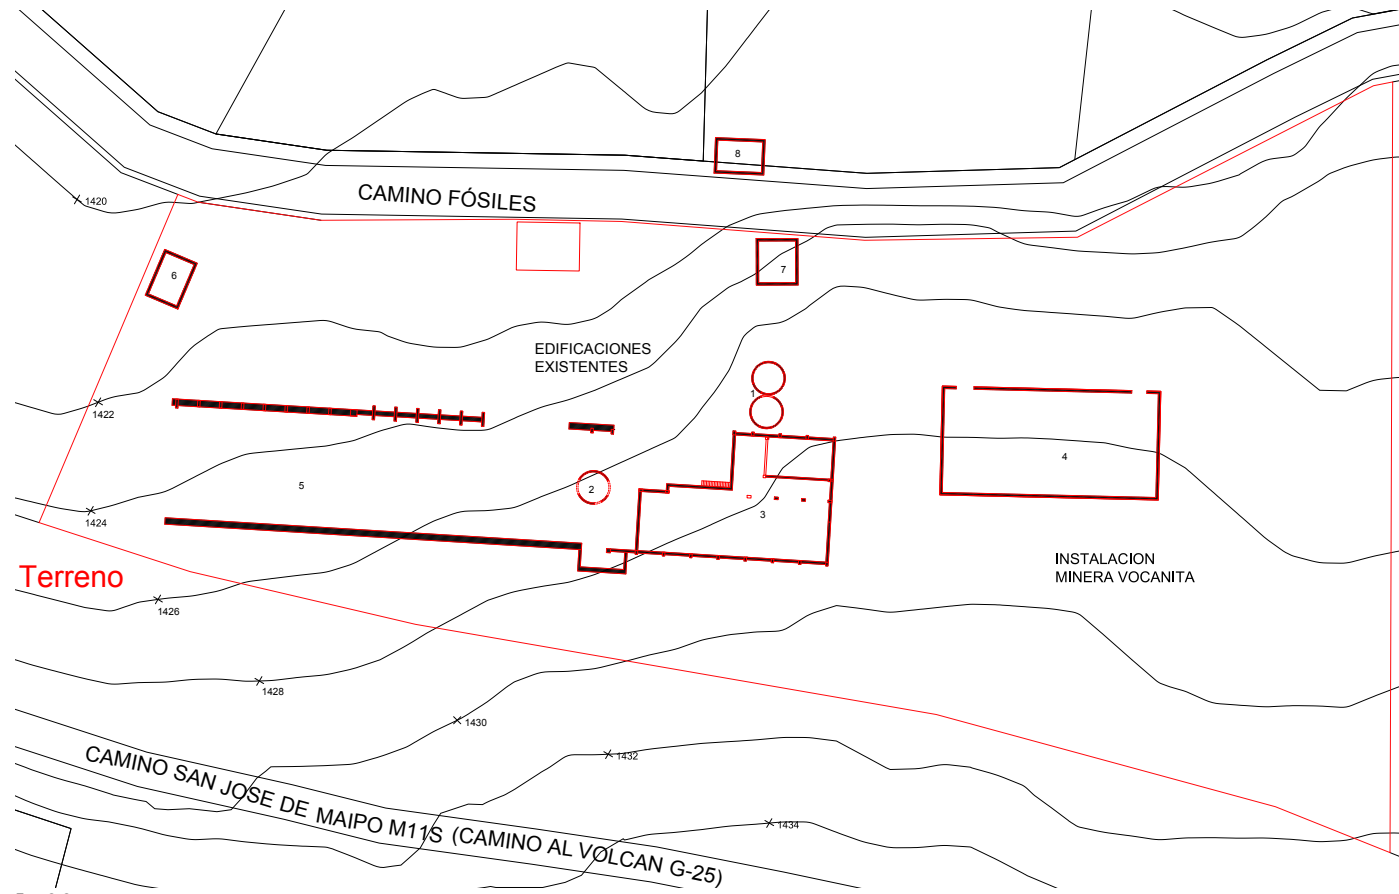 8
1420
CAMINO FÓSILES
6
7
EDIFICACIONES
EXISTENTES
1
1422
4
5
2
1424
3
INSTALACION
MINERA VOCANITA
Terreno
1426
1428
1430
CAMINO SAN JOSE DE MAIPO M11S (CAMINO AL VOLCAN G-25)
1432
1434